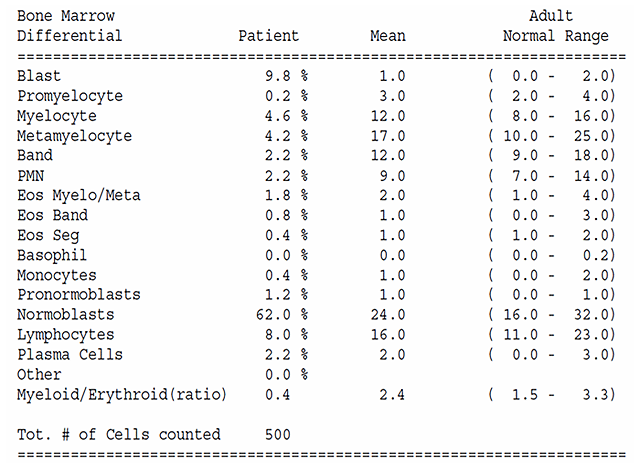 Bone Marrow Adult
Differential Patient Mean Normal Range
=====================================================================
Blast 9.8 % 1.0 ( 0.0 - 2.0)
Promyelocyte 0.2 % 3.0 ( 2.0 - 4.0)
Myelocyte 4.6 % 12.0 ( 8.0 - 16.0)
Metamyelocyte 4.2 % 17.0 ( 10.0 - 25.0)
Band 2.2 % 12.0 ( 9.0 - 18.0)
PMN 2.2 % 9.0 ( 7.0 - 14.0)
Eos Myelo/Meta 1.8 % 2.0 ( 1.0 - 4.0)
Eos Band 0.8 % 1.0 ( 0.0 - 3.0)
Eos Seg 0.4 % 1.0 ( 1.0 - 2.0)
Basophil 0.0 % 0.0 ( 0.0 - 0.2)
Monocytes 0.4 % 1.0 ( 0.0 - 2.0)
Pronormoblasts 1.2 % 1.0 ( 0.0 - 1.0)
Normoblasts 62.0 % 24.0 ( 16.0 - 32.0)
Lymphocytes 8.0 % 16.0 ( 11.0 - 23.0)
Plasma Cells 2.2 % 2.0 ( 0.0 - 3.0)
Other 0.0 %
Myeloid/Erythroid(ratio) 0.4 2.4 ( 1.5 - 3.3)
Tot. # of Cells counted 500
=====================================================================